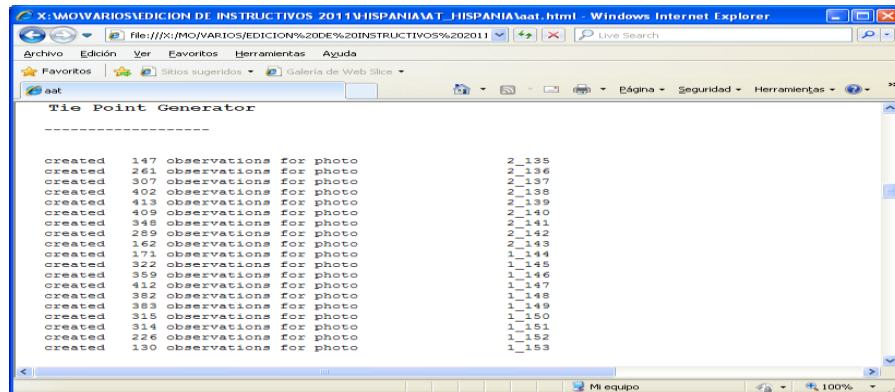 X:\MO\VARIOS\EDICION DE INSTRUCTIVOS 2011\HISPANIA\AT_HISPANIA\aat.html - Windows Internet Explorer
file:///X:/MO/VARIOS/EDICION%20DE%20INSTRUCTIVOS%202011
Live Search
Archivo Edición Ver Favoritos Herramientas Ayuda
Favoritos Sitios sugeridos Galería de Web Slice
aat Página Seguridad Herramientas
Tie Point Generator
-------------------
created 147 observations for photo 2_135
created 261 observations for photo 2_136
created 307 observations for photo 2_137
created 402 observations for photo 2_138
created 413 observations for photo 2_139
created 409 observations for photo 2_140
created 348 observations for photo 2_141
created 289 observations for photo 2_142
created 162 observations for photo 2_143
created 171 observations for photo 1_144
created 322 observations for photo 1_145
created 359 observations for photo 1_146
created 412 observations for photo 1_147
created 382 observations for photo 1_148
created 383 observations for photo 1_149
created 315 observations for photo 1_150
created 314 observations for photo 1_151
created 226 observations for photo 1_152
created 130 observations for photo 1_153
Mi equipo 100%